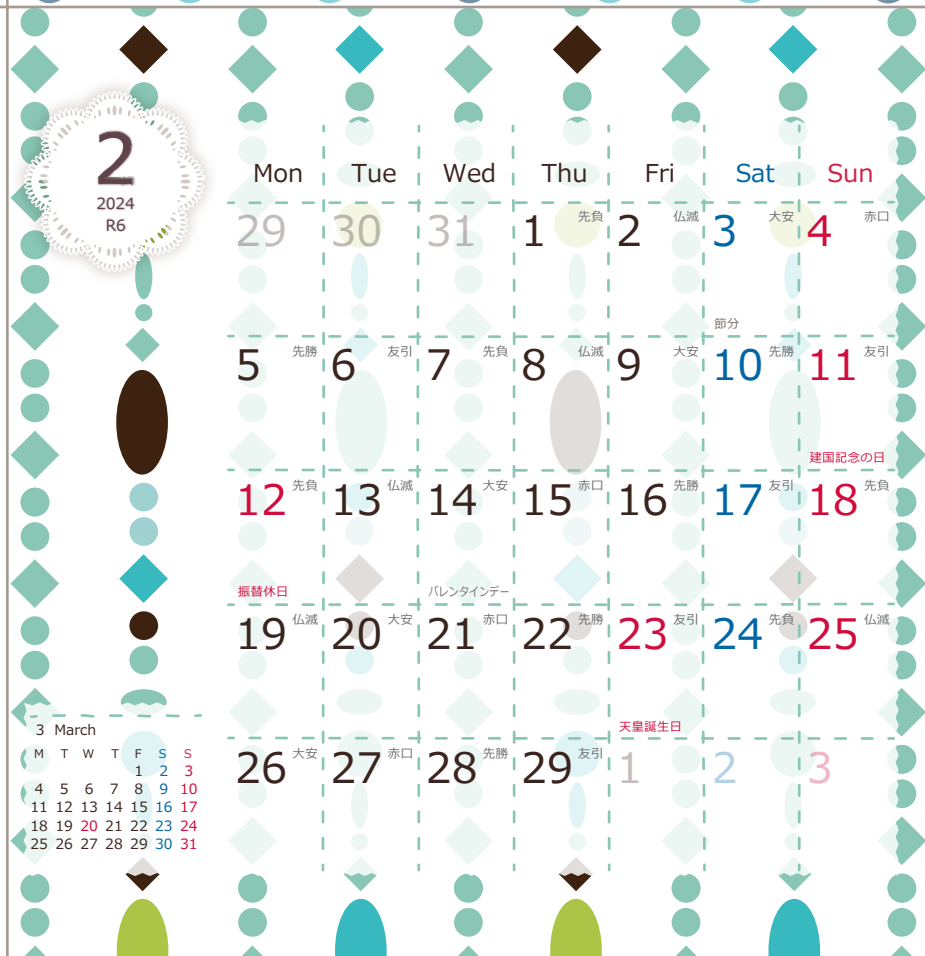 2
2024
R6
Mon Tue Wed Thu Fri Sat Sun
29 30 31 1 先負 2 仏滅 3 大安 4 赤口
節分
5 先勝 6 友引 7 先負 8 仏滅 9 大安 10 先勝 11 友引
建国記念の日
12 先負 13 仏滅 14 大安 15 赤口 16 先勝 17 友引 18 先負
振替休日 バレンタインデー
19 仏滅 20 大安 21 赤口 22 先勝 23 友引 24 先負 25 仏滅
天皇誕生日
26 大安 27 赤口 28 先勝 29 友引 1 2 3
3 March
M T W T F S S
1 2 3
4 5 6 7 8 9 10
11 12 13 14 15 16 17
18 19 20 21 22 23 24
25 26 27 28 29 30 31